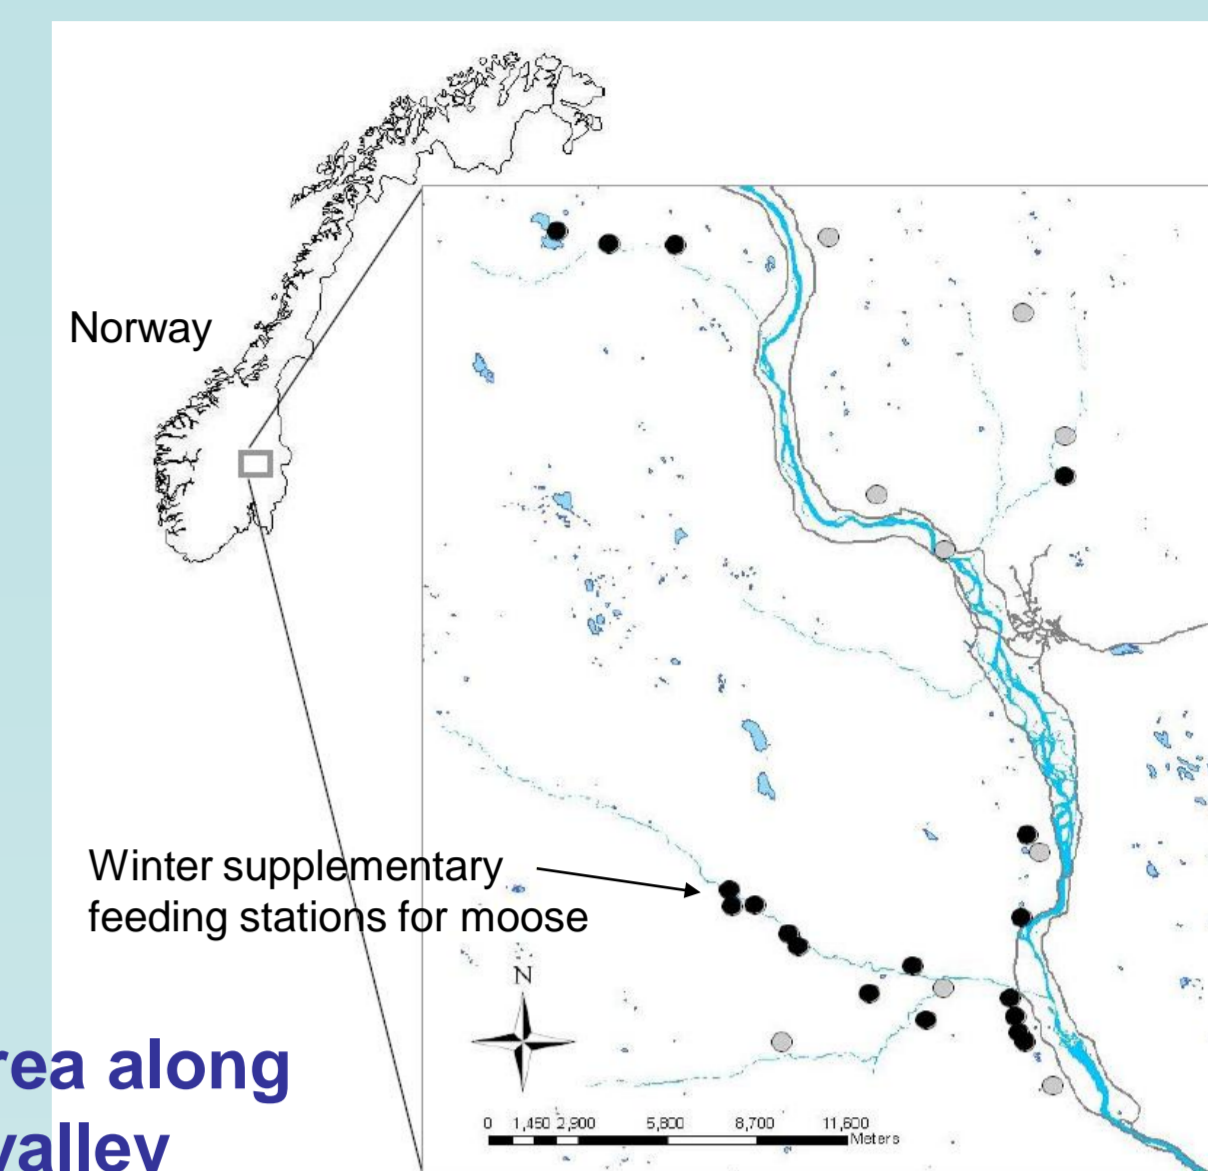 Norway
Winter supplementary
feeding stations for moose
N
0 1,450 2,900 5,800 8,700 11,600
Meters
rea along
valley